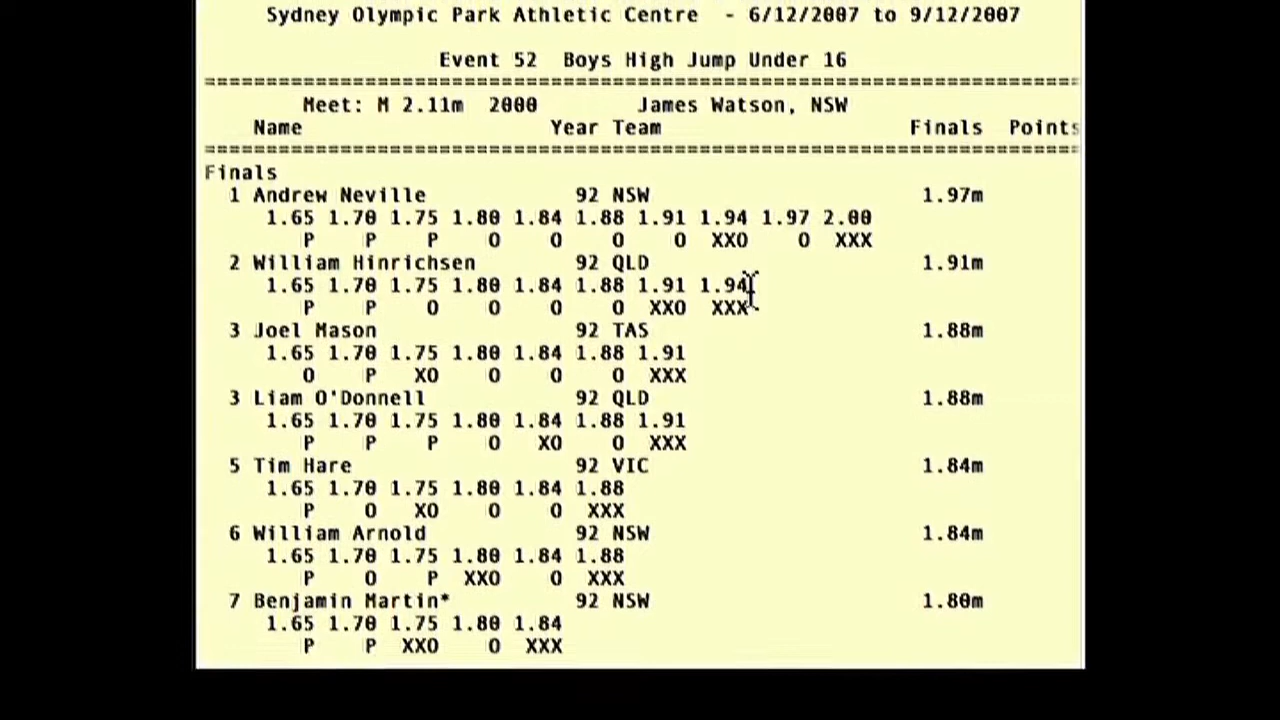 Sydney Olympic Park Athletic Centre - 6/12/2007 to 9/12/2007
Event 52 Boys High Jump Under 16
================================================================================
Meet: M 2.11m 2000 James Watson, NSW
Name Year Team Finals Points
================================================================================
Finals
1 Andrew Neville 92 NSW 1.97m
1.65 1.70 1.75 1.80 1.84 1.88 1.91 1.94 1.97 2.00
P P P O O O O XXO O XXX
2 William Hinrichsen 92 QLD 1.91m
1.65 1.70 1.75 1.80 1.84 1.88 1.91 1.94
P P O O O O XXO XXX
3 Joel Mason 92 TAS 1.88m
1.65 1.70 1.75 1.80 1.84 1.88 1.91
O P XO O O O XXX
3 Liam O'Donnell 92 QLD 1.88m
1.65 1.70 1.75 1.80 1.84 1.88 1.91
P P P O XO O XXX
5 Tim Hare 92 VIC 1.84m
1.65 1.70 1.75 1.80 1.84 1.88
P O XO O O XXX
6 William Arnold 92 NSW 1.84m
1.65 1.70 1.75 1.80 1.84 1.88
P O P XXO O XXX
7 Benjamin Martin* 92 NSW 1.80m
1.65 1.70 1.75 1.80 1.84
P P XXO O XXX